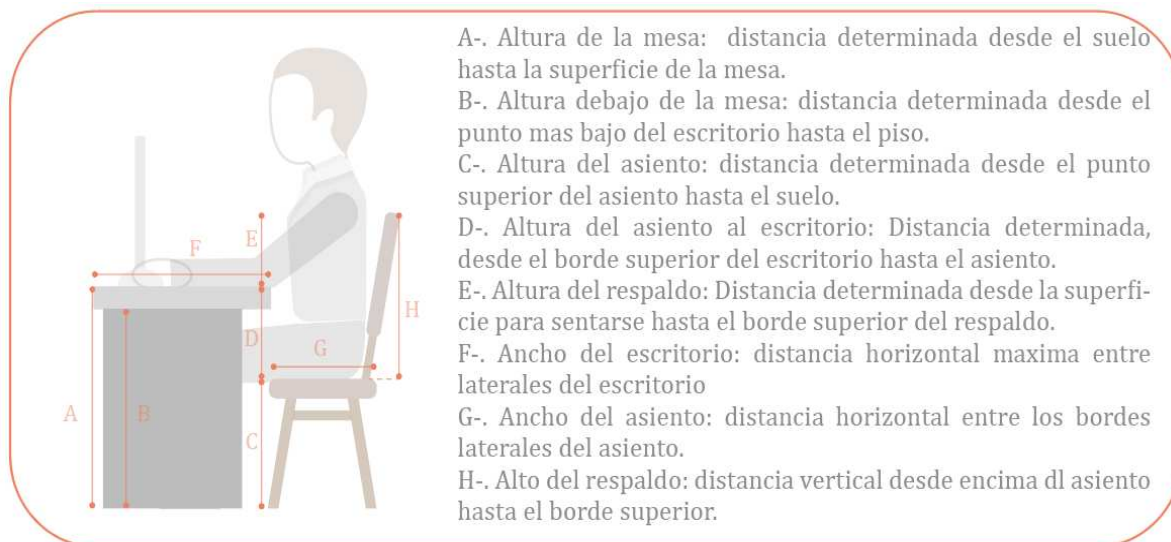 A-. Altura de la mesa: distancia determinada desde el suelo
hasta la superficie de la mesa.
B-. Altura debajo de la mesa: distancia determinada desde el
punto mas bajo del escritorio hasta el piso.
C-. Altura del asiento: distancia determinada desde el punto
superior del asiento hasta el suelo.
D-. Altura del asiento al escritorio: Distancia determinada,
desde el borde superior del escritorio hasta el asiento.
E-. Altura del respaldo: Distancia determinada desde la superfi-
cie para sentarse hasta el borde superior del respaldo.
F-. Ancho del escritorio: distancia horizontal maxima entre
laterales del escritorio
G-. Ancho del asiento: distancia horizontal entre los bordes
laterales del asiento.
H-. Alto del respaldo: distancia vertical desde encima dl asiento
hasta el borde superior.
E
F
H
D
G
A
B
C